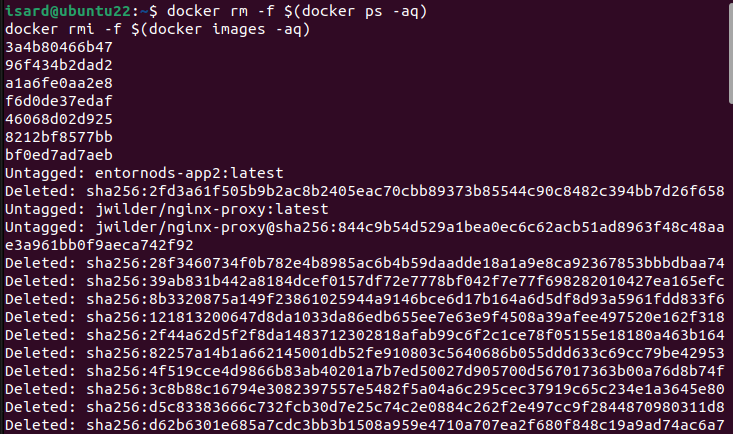 isard@ubuntu22:~$ docker rm -f $(docker ps -aq)
docker rmi -f $(docker images -aq)
3a4b80466b47
96f434b2dad2
a1a6fe0aa2e8
f6d0de37edaf
46068d02d925
8212bf8577bb
bf0ed7ad7aeb
Untagged: entornods-app2:latest
Deleted: sha256:2fd3a61f505b9b2ac8b2405eac70cbb89373b85544c90c8482c394bb7d26f658
Untagged: jwilder/nginx-proxy:latest
Untagged: jwilder/nginx-proxy@sha256:844c9b54d529a1bea0ec6c62acb51ad8963f48c48aa
e3a961bb0f9aeca742f92
Deleted: sha256:28f3460734f0b782e4b8985ac6b4b59daadde18a1a9e8ca92367853bbbdbaa74
Deleted: sha256:39ab831b442a8184dcef0157df72e7778bf042f7e77f698282010427ea165efc
Deleted: sha256:8b3320875a149f23861025944a9146bce6d17b164a6d5df8d93a5961fdd833f6
Deleted: sha256:121813200647d8da1033da86edb655ee7e63e9f4508a39afee497520e162f318
Deleted: sha256:2f44a62d5f2f8da1483712302818afab99c6f2c1ce78f05155e18180a463b164
Deleted: sha256:82257a14b1a662145001db52fe910803c5640686b055ddd633c69cc79be42953
Deleted: sha256:4f519cce4d9866b83ab40201a7b7ed50027d905700d567017363b00a76d8b74f
Deleted: sha256:3c8b88c16794e3082397557e5482f5a04a6c295cec37919c65c234e1a3645e80
Deleted: sha256:d5c83383666c732fcb30d7e25c74c2e0884c262f2e497cc9f2844870980311d8
Deleted: sha256:d62b6301e685a7cdc3bb3b1508a959e4710a707ea2f680f848c19a9ad74ac6a7